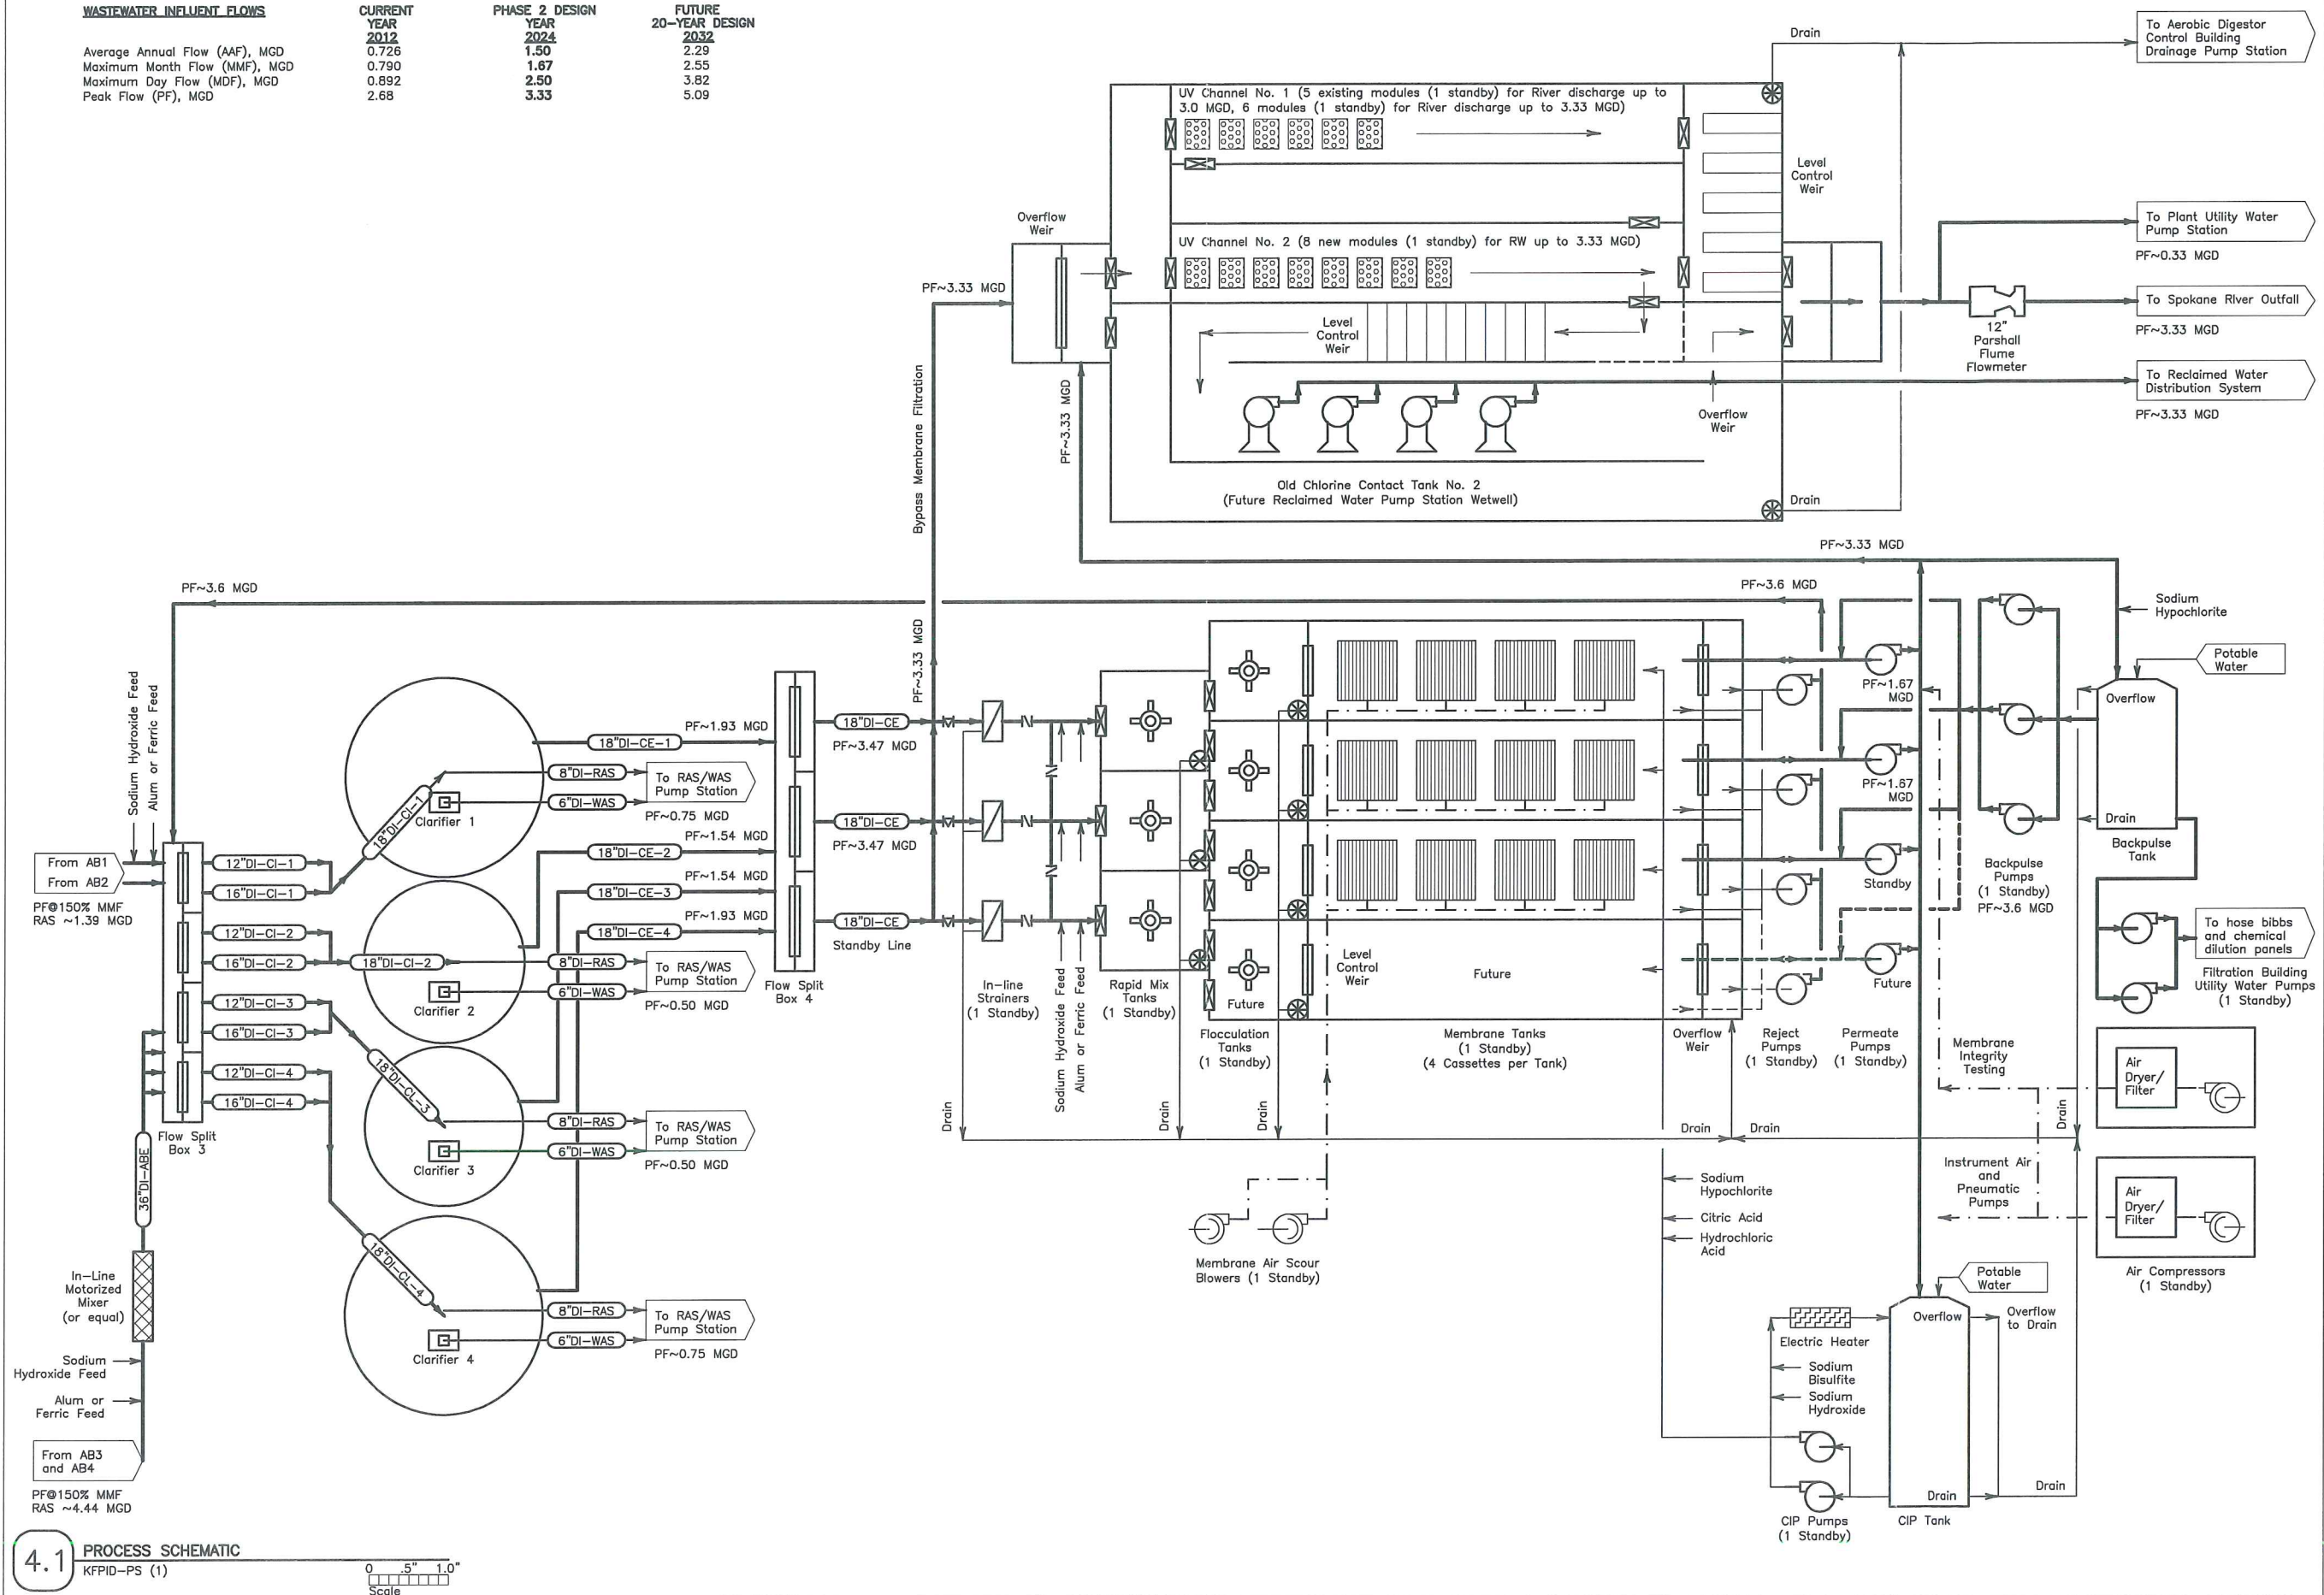 WASTEWATER INFLUENT FLOWS
CURRENT YEAR 2012
PHASE 2 DESIGN YEAR 2024
FUTURE 20-YEAR DESIGN 2032
Average Annual Flow (AAF), MGD 0.726 1.50 2.29
Maximum Month Flow (MMF), MGD 0.790 1.67 2.55
Maximum Day Flow (MDF), MGD 0.892 2.50 3.82
Peak Flow (PF), MGD 2.68 3.33 5.09
Drain
To Aerobic Digestor
Control Building
Drainage Pump Station
UV Channel No. 1 (5 existing modules (1 standby) for River discharge up to
3.0 MGD, 6 modules (1 standby) for River discharge up to 3.33 MGD)
Level
Control
Weir
Overflow
Weir
UV Channel No. 2 (8 new modules (1 standby) for RW up to 3.33 MGD)
To Plant Utility Water
Pump Station
PF~0.33 MGD
PF~3.33 MGD
To Spokane River Outfall
PF~3.33 MGD
Level
Control
Weir
12"
Parshall
Flume
Flowmeter
To Reclaimed Water
Distribution System
PF~3.33 MGD
Overflow
Weir
PF~3.33 MGD
Bypass Membrane Filtration
Old Chlorine Contact Tank No. 2
(Future Reclaimed Water Pump Station Wetwell)
Drain
PF~3.33 MGD
PF~3.6 MGD
PF~3.6 MGD
Sodium
Hypochlorite
Potable
Water
PF~3.33 MGD
Sodium Hydroxide Feed
Alum or Ferric Feed
From AB1
From AB2
PF@150% MMF
RAS ~1.39 MGD
12"DI-CI-1
16"DI-CI-1
12"DI-CI-2
16"DI-CI-2
12"DI-CI-3
16"DI-CI-3
12"DI-CI-4
16"DI-CI-4
Flow Split
Box 3
36"DI-ABE
In-Line
Motorized
Mixer
(or equal)
Sodium
Hydroxide Feed
Alum or
Ferric Feed
From AB3
and AB4
PF@150% MMF
RAS ~4.44 MGD
18"DI-CI-1
Clarifier 1
18"DI-CI-2
Clarifier 2
18"DI-CL-3
Clarifier 3
18"DI-CL-4
Clarifier 4
PF~1.93 MGD
18"DI-CE-1
8"DI-RAS
6"DI-WAS
To RAS/WAS
Pump Station
PF~0.75 MGD
PF~1.54 MGD
18"DI-CE-2
PF~1.54 MGD
18"DI-CE-3
PF~1.93 MGD
18"DI-CE-4
8"DI-RAS
6"DI-WAS
To RAS/WAS
Pump Station
PF~0.50 MGD
8"DI-RAS
6"DI-WAS
To RAS/WAS
Pump Station
PF~0.50 MGD
8"DI-RAS
6"DI-WAS
To RAS/WAS
Pump Station
PF~0.75 MGD
Flow Split
Box 4
18"DI-CE
PF~3.47 MGD
18"DI-CE
PF~3.47 MGD
18"DI-CE
Standby Line
In-line
Strainers
(1 Standby)
Sodium Hydroxide Feed
Alum or Ferric Feed
Rapid Mix
Tanks
(1 Standby)
Future
Flocculation
Tanks
(1 Standby)
Level
Control
Weir
Future
Membrane Tanks
(1 Standby)
(4 Cassettes per Tank)
Overflow
Weir
Reject
Pumps
(1 Standby)
Permeate
Pumps
(1 Standby)
PF~1.67
MGD
PF~1.67
MGD
Standby
Future
Backpulse
Pumps
(1 Standby)
PF~3.6 MGD
Overflow
Drain
Backpulse
Tank
To hose bibbs
and chemical
dilution panels
Filtration Building
Utility Water Pumps
(1 Standby)
Membrane
Integrity
Testing
Air
Dryer/
Filter
Drain
Drain
Drain
Drain
Drain
Drain
Instrument Air
and
Pneumatic
Pumps
Air
Dryer/
Filter
Air Compressors
(1 Standby)
Membrane Air Scour
Blowers (1 Standby)
Sodium
Hypochlorite
Citric Acid
Hydrochloric
Acid
Potable
Water
Electric Heater
Overflow
Overflow
to Drain
Sodium
Bisulfite
Sodium
Hydroxide
Drain
Drain
CIP Pumps
(1 Standby)
CIP Tank
4.1
PROCESS SCHEMATIC
KFPID-PS (1)
0 .5" 1.0"
Scale